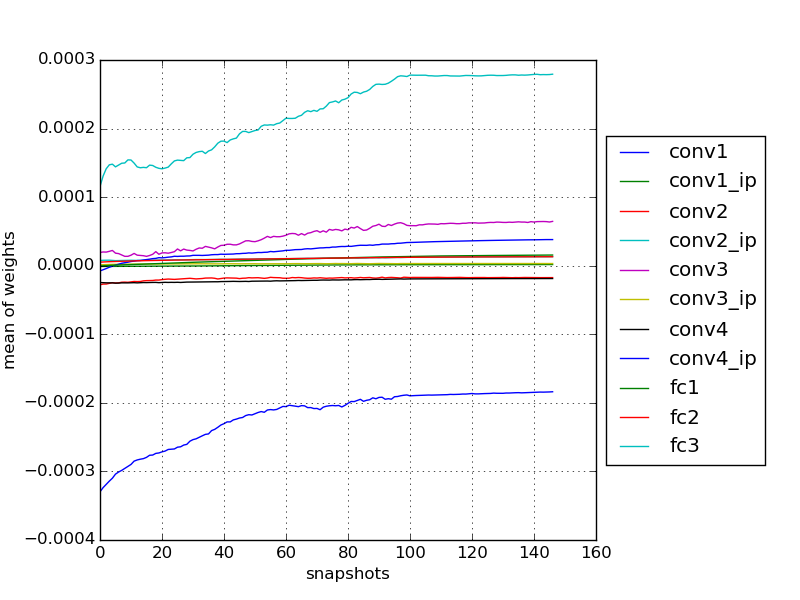 0.0003
0.0002
0.0001
0.0000
−0.0001
−0.0002
−0.0003
−0.0004
mean of weights
0 20 40 60 80 100 120 140 160
snapshots
conv1
conv1_ip
conv2
conv2_ip
conv3
conv3_ip
conv4
conv4_ip
fc1
fc2
fc3